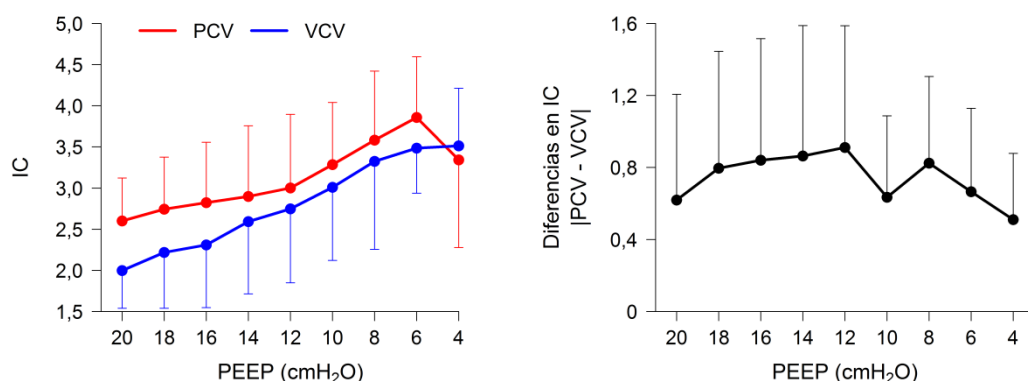 PCV VCV
IC
5,0
4,5
4,0
3,5
3,0
2,5
2,0
1,5
20 18 16 14 12 10 8 6 4
PEEP (cmH₂O)
Diferencias en IC
|PCV - VCV|
1,6
1,2
0,8
0,4
0
20 18 16 14 12 10 8 6 4
PEEP (cmH₂O)